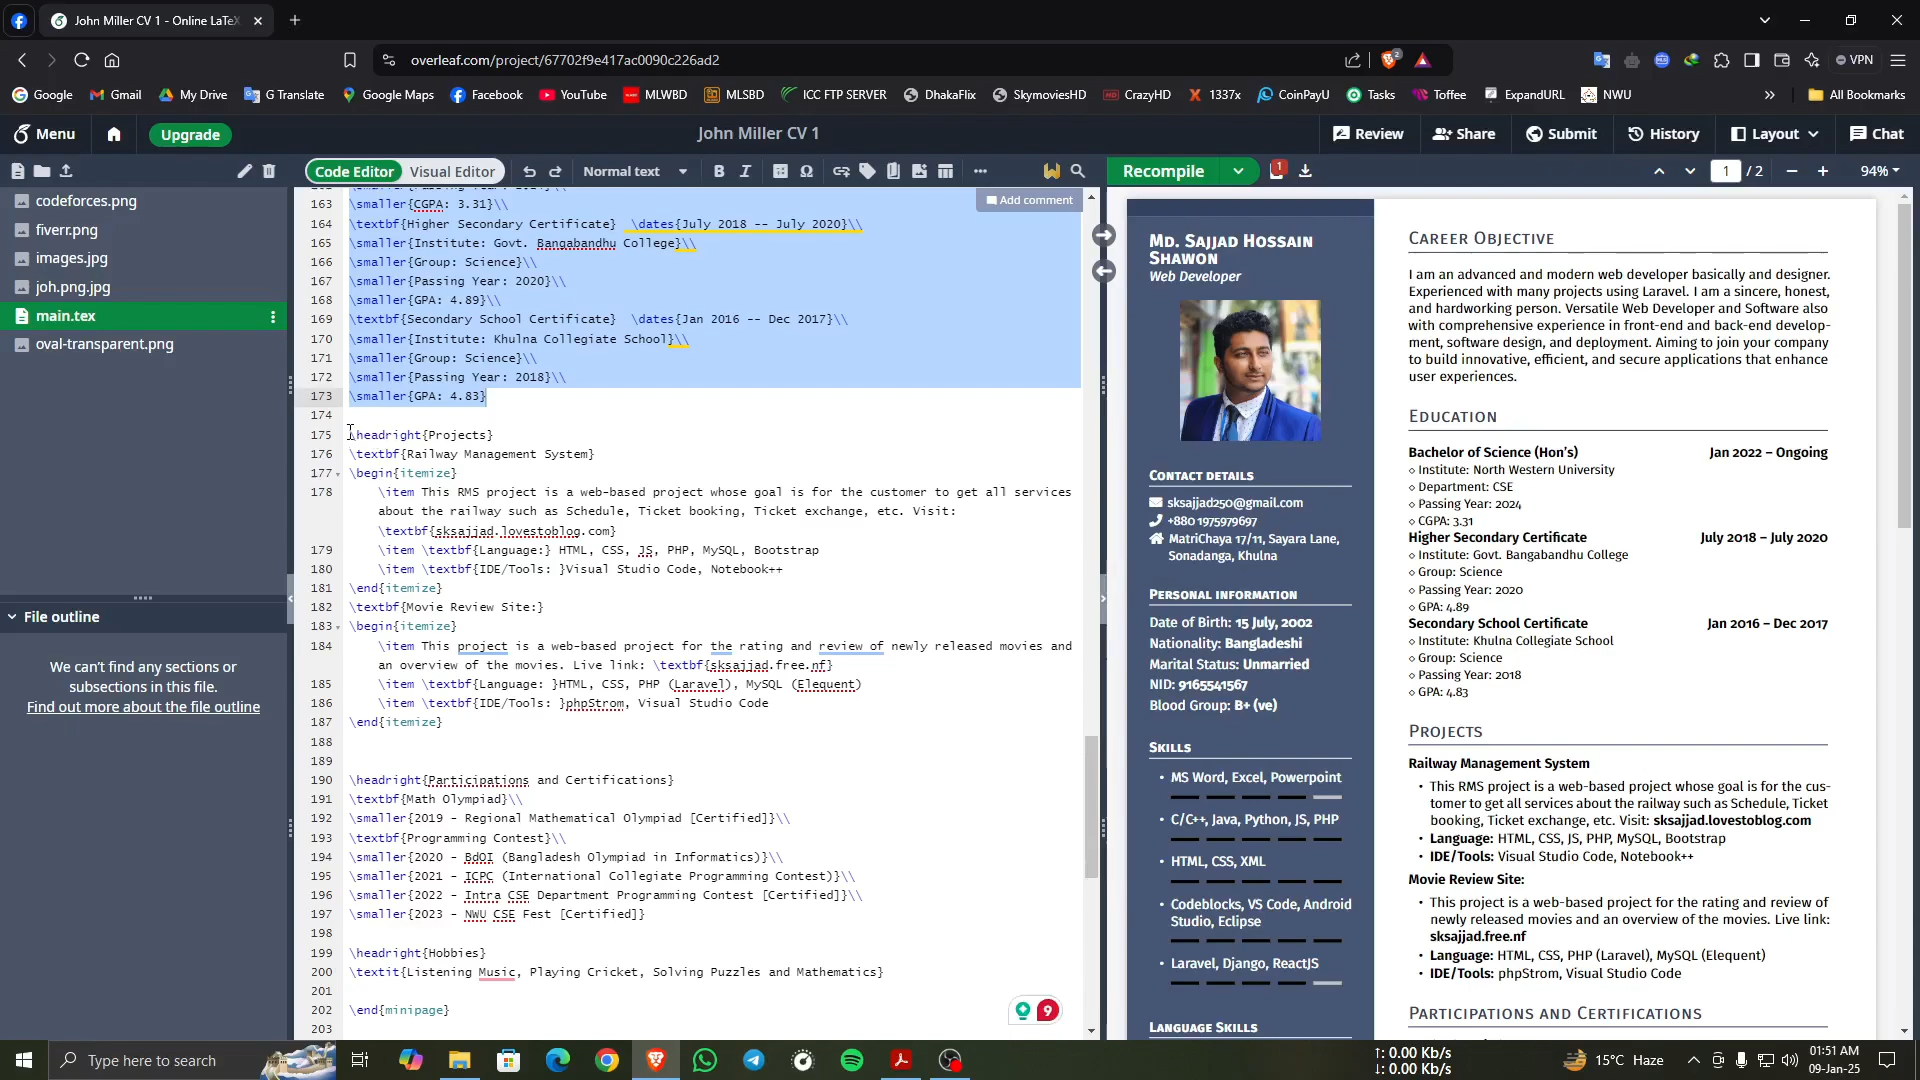 John Miller CV 1 - Online LaTeX
overleaf.com/project/67702f9e417ac0090c226ad2
2
VPN
Google
Gmail
My Drive
G Translate
Google Maps
Facebook
YouTube
MLWBD
MLSBD
ICC FTP SERVER
DhakaFlix
SkymoviesHD
CrazyHD
1337x
CoinPayU
Tasks
Toffee
ExpandURL
NWU
All Bookmarks
Menu
Upgrade
John Miller CV 1
Review
Share
Submit
History
Layout
Chat
Code Editor
Visual Editor
Normal text
Recompile
1
1 / 2
94%
Add comment
codeforces.png
fiverr.png
images.jpg
joh.png.jpg
main.tex
oval-transparent.png
File outline
We can't find any sections or
subsections in this file.
Find out more about the file outline
163 \smaller{CGPA: 3.31}\\
164 \textbf{Higher Secondary Certificate} \dates{July 2018 -- July 2020}\\
165 \smaller{Institute: Govt. Bangabandhu College}\\
166 \smaller{Group: Science}\\
167 \smaller{Passing Year: 2020}\\
168 \smaller{GPA: 4.89}\\
169 \textbf{Secondary School Certificate} \dates{Jan 2016 -- Dec 2017}\\
170 \smaller{Institute: Khulna Collegiate School}\\
171 \smaller{Group: Science}\\
172 \smaller{Passing Year: 2018}\\
173 \smaller{GPA: 4.83}
174
175 \headright{Projects}
176 \textbf{Railway Management System}
177 \begin{itemize}
178 \item This RMS project is a web-based project whose goal is for the customer to get all services
about the railway such as Schedule, Ticket booking, Ticket exchange, etc. Visit:
\textbf{sksajjad.lovestoblog.com}
179 \item \textbf{Language:} HTML, CSS, JS, PHP, MySQL, Bootstrap
180 \item \textbf{IDE/Tools: }Visual Studio Code, Notebook++
181 \end{itemize}
182 \textbf{Movie Review Site:}
183 \begin{itemize}
184 \item This project is a web-based project for the rating and review of newly released movies and
an overview of the movies. Live link: \textbf{sksajjad.free.nf}
185 \item \textbf{Language: }HTML, CSS, PHP (Laravel), MySQL (Elequent)
186 \item \textbf{IDE/Tools: }phpStrom, Visual Studio Code
187 \end{itemize}
188
189
190 \headright{Participations and Certifications}
191 \textbf{Math Olympiad}\\
192 \smaller{2019 - Regional Mathematical Olympiad [Certified]}\\
193 \textbf{Programming Contest}\\
194 \smaller{2020 - BdOI (Bangladesh Olympiad in Informatics)}\\
195 \smaller{2021 - ICPC (International Collegiate Programming Contest)}\\
196 \smaller{2022 - Intra CSE Department Programming Contest [Certified]}\\
197 \smaller{2023 - NWU CSE Fest [Certified]}
198
199 \headright{Hobbies}
200 \textit{Listening Music, Playing Cricket, Solving Puzzles and Mathematics}
201
202 \end{minipage}
203
9
Md. Sajjad Hossain
Shawon
Web Developer
Contact details
sksajjad250@gmail.com
+880 1975979697
MatriChaya 17/11, Sayara Lane,
Sonadanga, Khulna
Personal information
Date of Birth: 15 July, 2002
Nationality: Bangladeshi
Marital Status: Unmarried
NID: 9165541567
Blood Group: B+ (ve)
Skills
• MS Word, Excel, Powerpoint
• C/C++, Java, Python, JS, PHP
• HTML, CSS, XML
• Codeblocks, VS Code, Android
Studio, Eclipse
• Laravel, Django, ReactJS
Language Skills
Career Objective
I am an advanced and modern web developer basically and designer.
Experienced with many projects using Laravel. I am a sincere, honest,
and hardworking person. Versatile Web Developer and Software also
with comprehensive experience in front-end and back-end develop-
ment, software design, and deployment. Aiming to join your company
to build innovative, efficient, and secure applications that enhance
user experiences.
Education
Bachelor of Science (Hon's) Jan 2022 – Ongoing
⋄ Institute: North Western University
⋄ Department: CSE
⋄ Passing Year: 2024
⋄ CGPA: 3.31
Higher Secondary Certificate July 2018 – July 2020
⋄ Institute: Govt. Bangabandhu College
⋄ Group: Science
⋄ Passing Year: 2020
⋄ GPA: 4.89
Secondary School Certificate Jan 2016 – Dec 2017
⋄ Institute: Khulna Collegiate School
⋄ Group: Science
⋄ Passing Year: 2018
⋄ GPA: 4.83
Projects
Railway Management System
• This RMS project is a web-based project whose goal is for the cus-
tomer to get all services about the railway such as Schedule, Ticket
booking, Ticket exchange, etc. Visit: sksajjad.lovestoblog.com
• Language: HTML, CSS, JS, PHP, MySQL, Bootstrap
• IDE/Tools: Visual Studio Code, Notebook++
Movie Review Site:
• This project is a web-based project for the rating and review of
newly released movies and an overview of the movies. Live link:
sksajjad.free.nf
• Language: HTML, CSS, PHP (Laravel), MySQL (Elequent)
• IDE/Tools: phpStrom, Visual Studio Code
Participations and Certifications
Type here to search
↑: 0.00 Kb/s
↓: 0.00 Kb/s
15°C Haze
01:51 AM
09-Jan-25